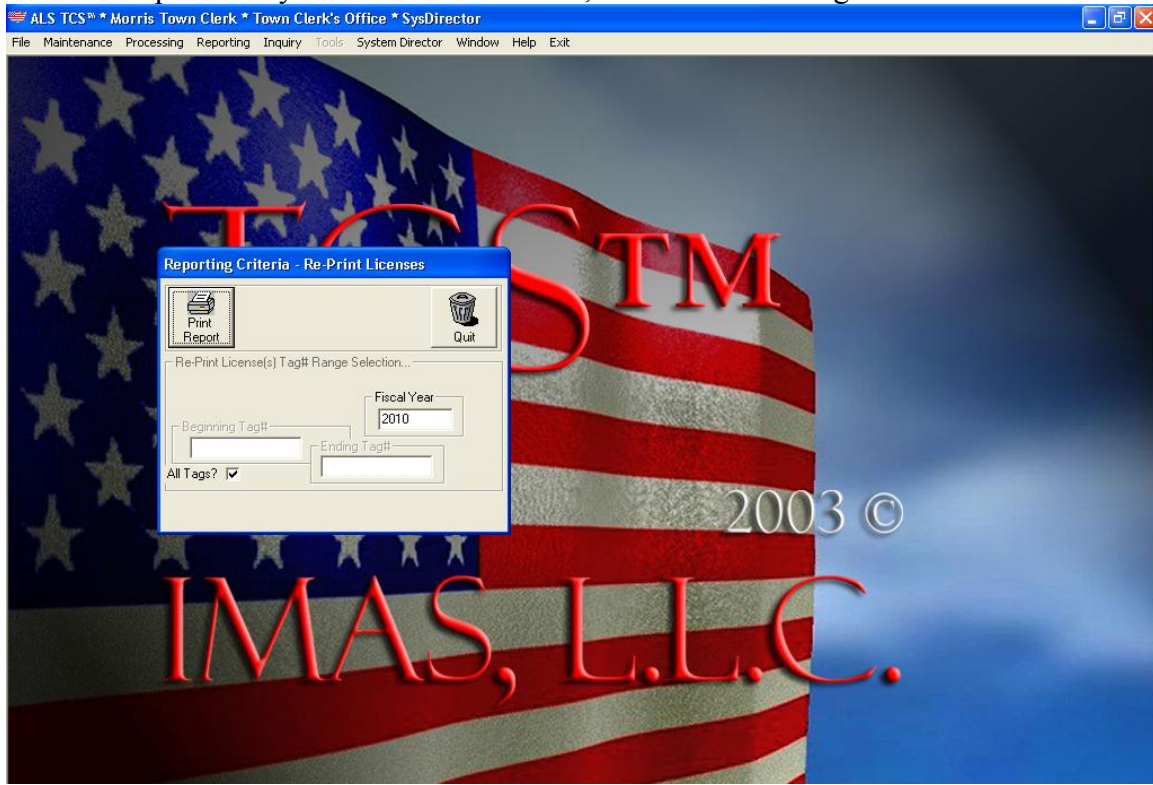 ALS TCS™ * Morris Town Clerk * Town Clerk's Office * SysDirector
File Maintenance Processing Reporting Inquiry Tools System Director Window Help Exit
TCS™
Reporting Criteria - Re-Print Licenses
Print
Report
Quit
Re-Print License(s) Tag# Range Selection...
Fiscal Year
2010
Beginning Tag#
Ending Tag#
All Tags?
2003 ©
IMAS, L.L.C.